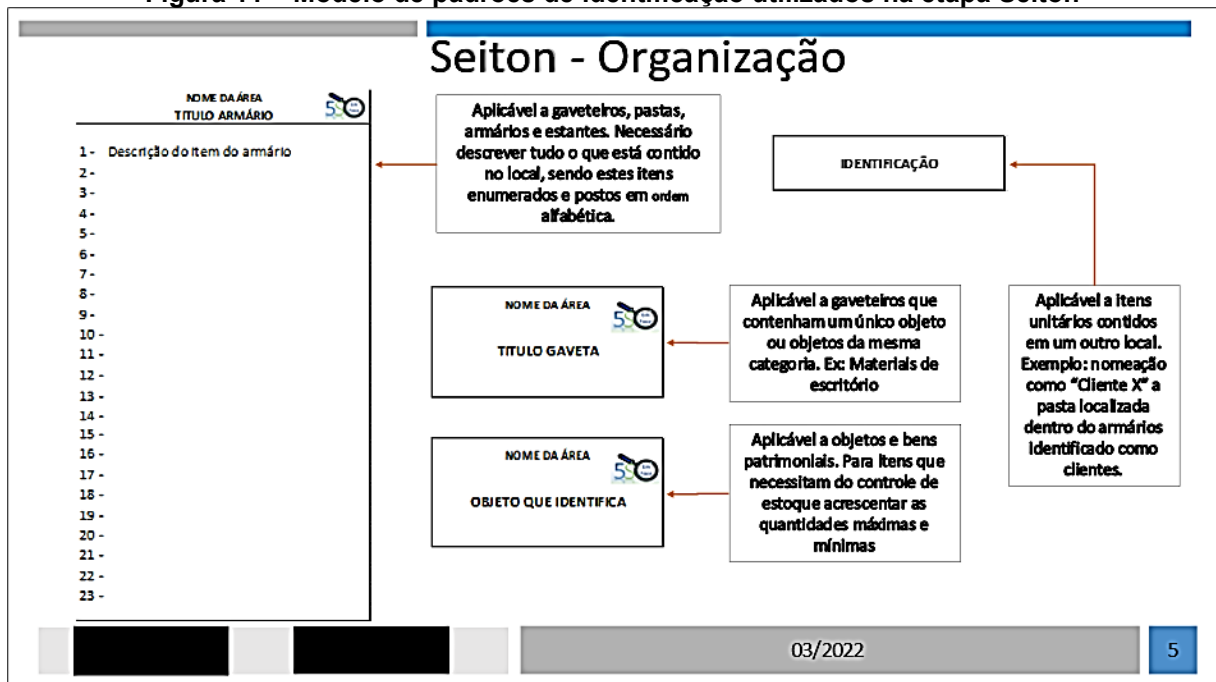 Seiton - Organização
NOME DA ÁREA
TITULO ARMÁRIO
5S
1 - Descrição do item do armário
2 -
3 -
4 -
5 -
6 -
7 -
8 -
9 -
10 -
11 -
12 -
13 -
14 -
15 -
16 -
17 -
18 -
19 -
20 -
21 -
22 -
23 -
Aplicável a gaveteiros, pastas,
armários e estantes. Necessário
descrever tudo o que está contido
no local, sendo estes itens
enumerados e postos em ordem
alfabética.
IDENTIFICAÇÃO
NOME DA ÁREA
5S
TITULO GAVETA
Aplicável a gaveteiros que
contenham um único objeto
ou objetos da mesma
categoria. Ex: Materiais de
escritório
Aplicável a itens
unitários contidos
em um outro local.
Exemplo: nomeação
como "Cliente X" a
pasta localizada
dentro do armários
identificado como
clientes.
NOME DA ÁREA
5S
OBJETO QUE IDENTIFICA
Aplicável a objetos e bens
patrimoniais. Para itens que
necessitam do controle de
estoque acrescentar as
quantidades máximas e
mínimas
03/2022
5